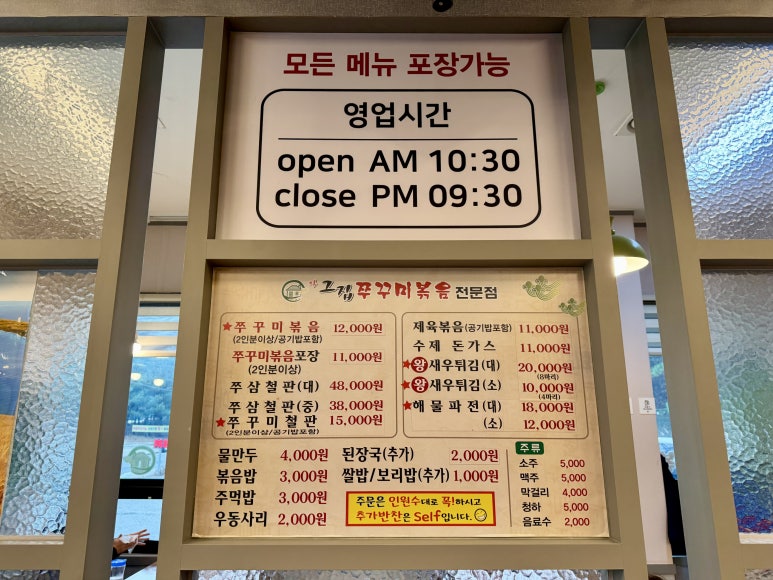 모든 메뉴 포장가능
영업시간
open AM 10:30
close PM 09:30
그집 쭈꾸미볶음 전문점
★쭈꾸미볶음 12,000원
(2인분이상/공기밥포함)
쭈꾸미볶음포장 11,000원
(2인분이상)
쭈삼철판(대) 48,000원
쭈삼철판(중) 38,000원
★쭈꾸미철판 15,000원
(2인분이상/공기밥포함)
제육볶음(공기밥포함) 11,000원
수제 돈가스 11,000원
★왕새우튀김(대) 20,000원
(8마리)
★왕새우튀김(소) 10,000원
(4마리)
★해물파전(대) 18,000원
(소) 12,000원
물만두 4,000원
볶음밥 3,000원
주먹밥 3,000원
우동사리 2,000원
된장국(추가) 2,000원
쌀밥/보리밥(추가) 1,000원
주문은 인원수대로 꼭!하시고
추가반찬은 Self입니다.
주류
소주 5,000
맥주 5,000
막걸리 4,000
청하 5,000
음료수 2,000